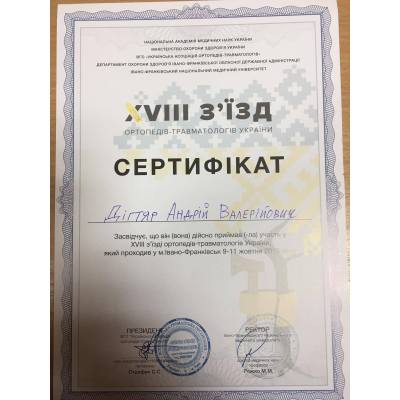 НАЦІОНАЛЬНА АКАДЕМІЯ МЕДИЧНИХ НАУК УКРАЇНИ
МІНІСТЕРСТВО ОХОРОНИ ЗДОРОВ'Я УКРАЇНИ
ВГО «УКРАЇНСЬКА АСОЦІАЦІЯ ОРТОПЕДІВ-ТРАВМАТОЛОГІВ»
ДЕПАРТАМЕНТ ОХОРОНИ ЗДОРОВ'Я ІВАНО-ФРАНКІВСЬКОЇ ОБЛАСНОЇ ДЕРЖАВНОЇ АДМІНІСТРАЦІЇ
ІВАНО-ФРАНКІВСЬКИЙ НАЦІОНАЛЬНИЙ МЕДИЧНИЙ УНІВЕРСИТЕТ
XVIII З'ЇЗД
ОРТОПЕДІВ-ТРАВМАТОЛОГІВ УКРАЇНИ
СЕРТИФІКАТ
Дігтяр Андрій Валерійович
Засвідчує, що він (вона) дійсно приймав (-ла) участь у
XVIII з'їзді ортопедів-травматологів України,
який проходив у м.Івано-Франківськ 9-11 жовтня
ПРЕЗИДЕНТ
РЕКТОР
Рожко М.М.